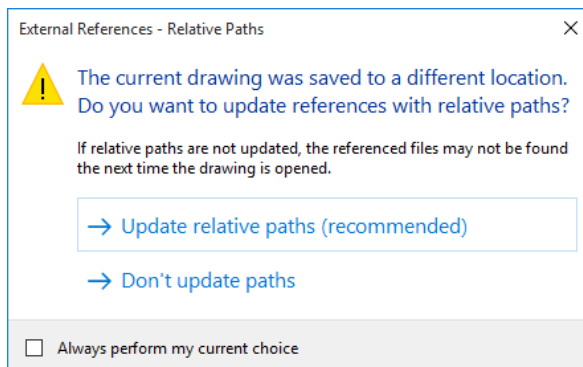 External References - Relative Paths
The current drawing was saved to a different location.
Do you want to update references with relative paths?
If relative paths are not updated, the referenced files may not be found
the next time the drawing is opened.
Update relative paths (recommended)
Don't update paths
Always perform my current choice